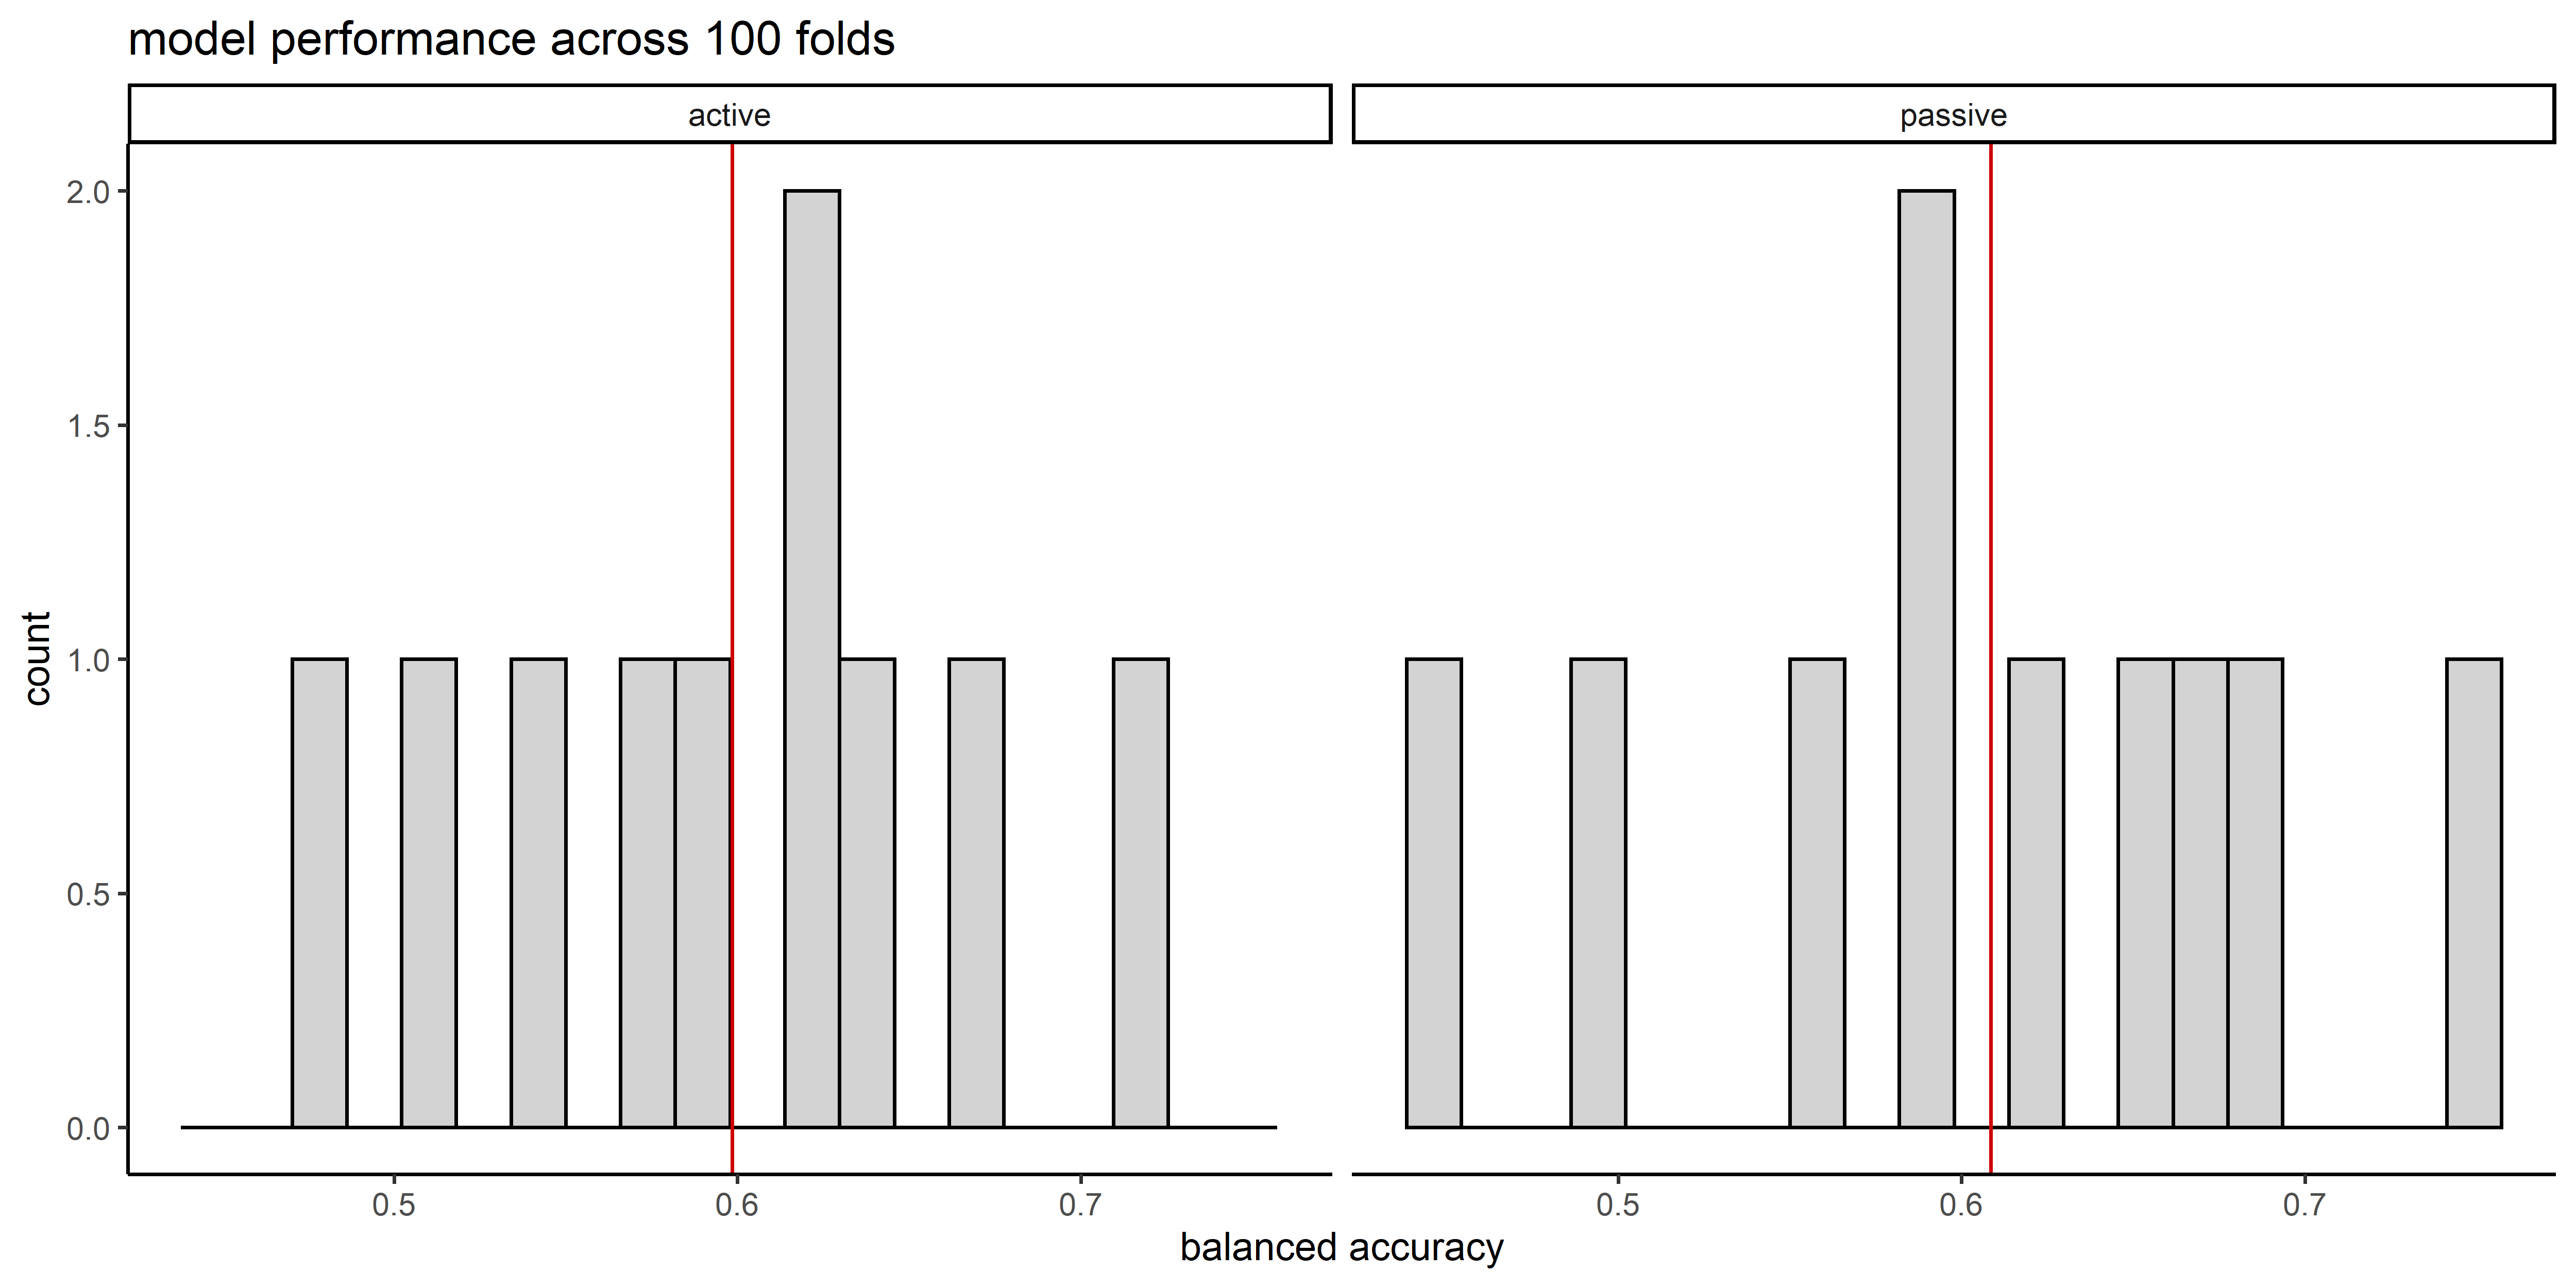 model performance across 100 folds
active
passive
2.0
1.5
1.0
0.5
0.0
count
0.5
0.6
0.7
0.5
0.6
0.7
balanced accuracy